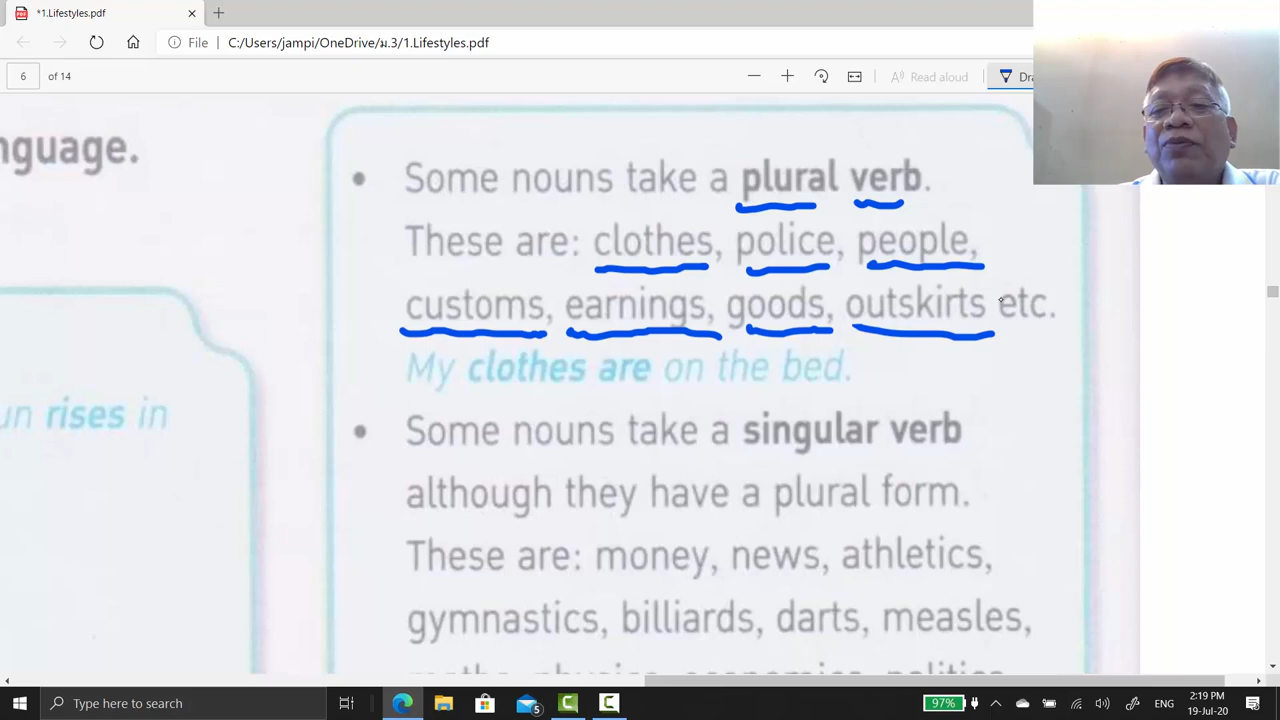 *1.Lifestyles.pdf
File C:/Users/jampi/OneDrive/ม.3/1.Lifestyles.pdf
6 of 14 Read aloud
nguage.
Some nouns take a plural verb.
These are: clothes, police, people,
customs, earnings, goods, outskirts etc.
My clothes are on the bed.
un rises in
Some nouns take a singular verb
although they have a plural form.
These are: money, news, athletics,
gymnastics, billiards, darts, measles,
Type here to search
5
97%
ENG
2:19 PM
19-Jul-20